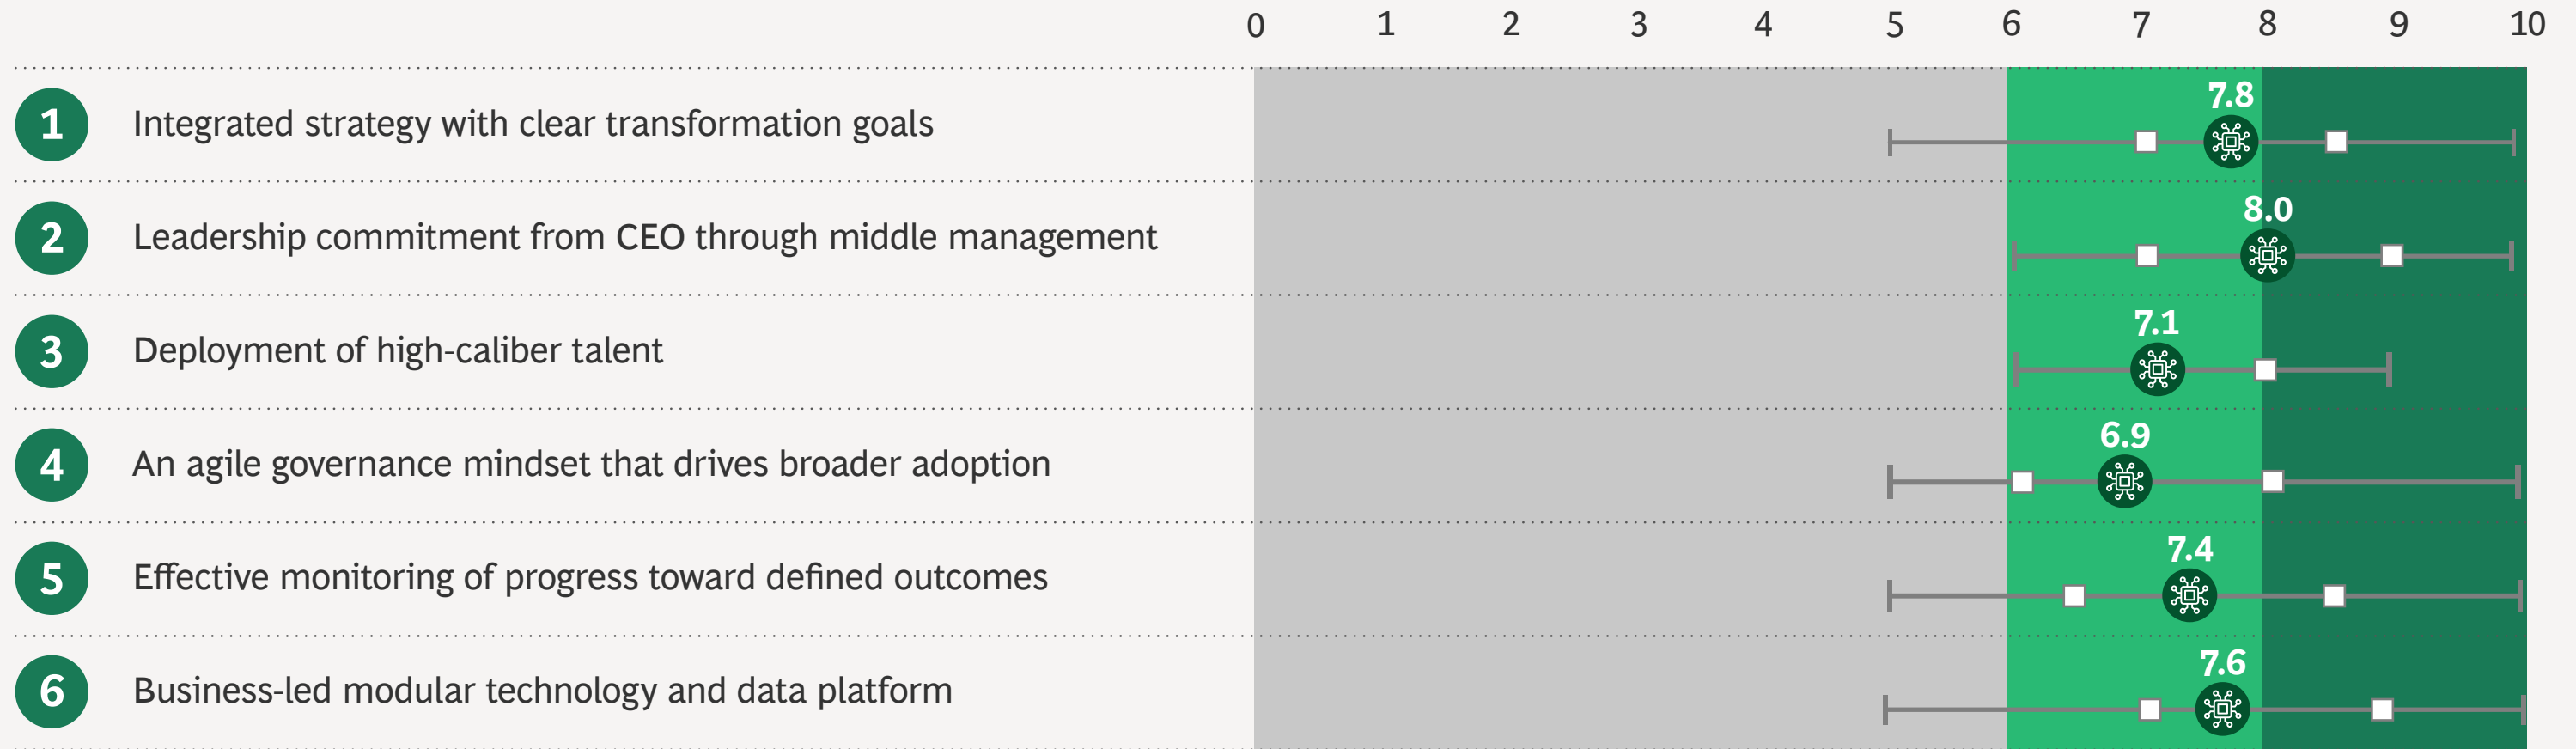 0 1 2 3 4 5 6 7 8 9 10
1 Integrated strategy with clear transformation goals 7.8
2 Leadership commitment from CEO through middle management 8.0
3 Deployment of high-caliber talent 7.1
4 An agile governance mindset that drives broader adoption 6.9
5 Effective monitoring of progress toward defined outcomes 7.4
6 Business-led modular technology and data platform 7.6